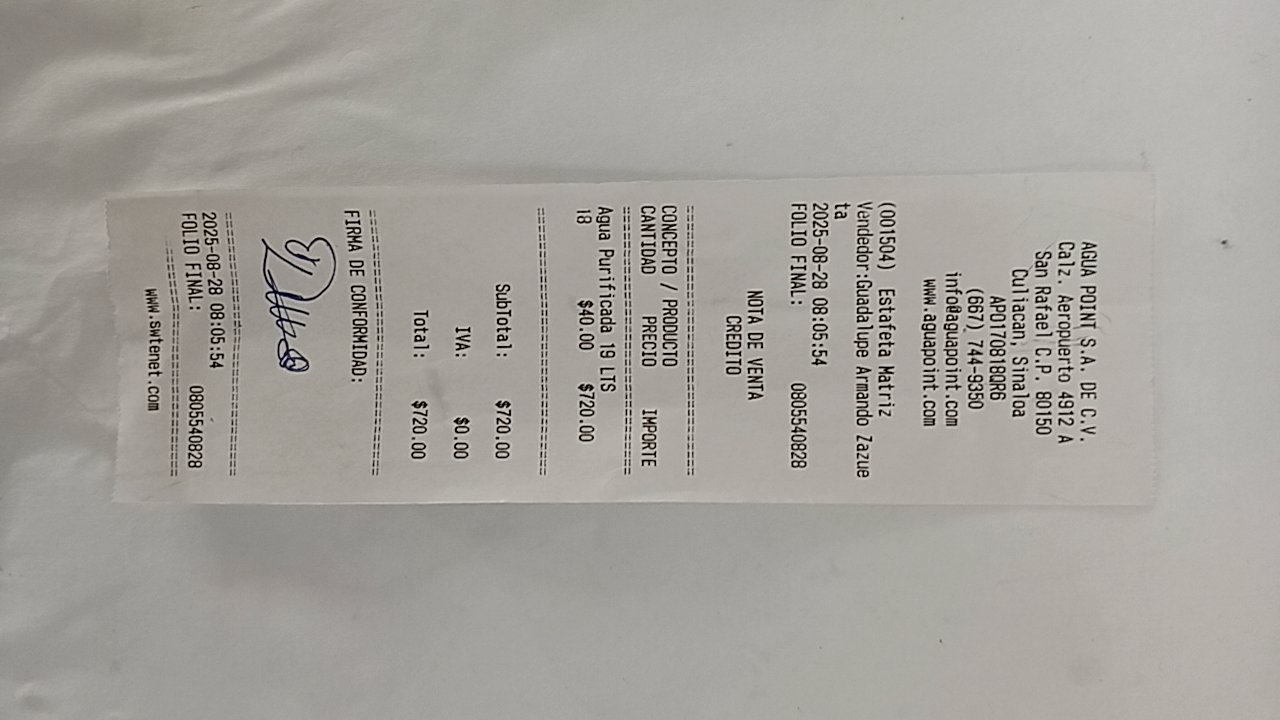 AGUA POINT S.A. DE C.V.
Calz. Aeropuerto 4912 A
San Rafael C.P. 80150
Culiacan, Sinaloa
APO170818QR6
(667) 744-9350
info@aguapoint.com
www.aguapoint.com
(001504) Estafeta Matriz
Vendedor:Guadalupe Armando Zazue
ta
2025-08-28 08:05:54
FOLIO FINAL: 0805540828
NOTA DE VENTA
CREDITO
================================
CONCEPTO / PRODUCTO
CANTIDAD PRECIO IMPORTE
================================
Agua Purificada 19 LTS
18 $40.00 $720.00
================================
SubTotal: $720.00
IVA: $0.00
Total: $720.00
================================
FIRMA DE CONFORMIDAD:
================================
2025-08-28 08:05:54
FOLIO FINAL: 0805540828
================================
www.swtenet.com